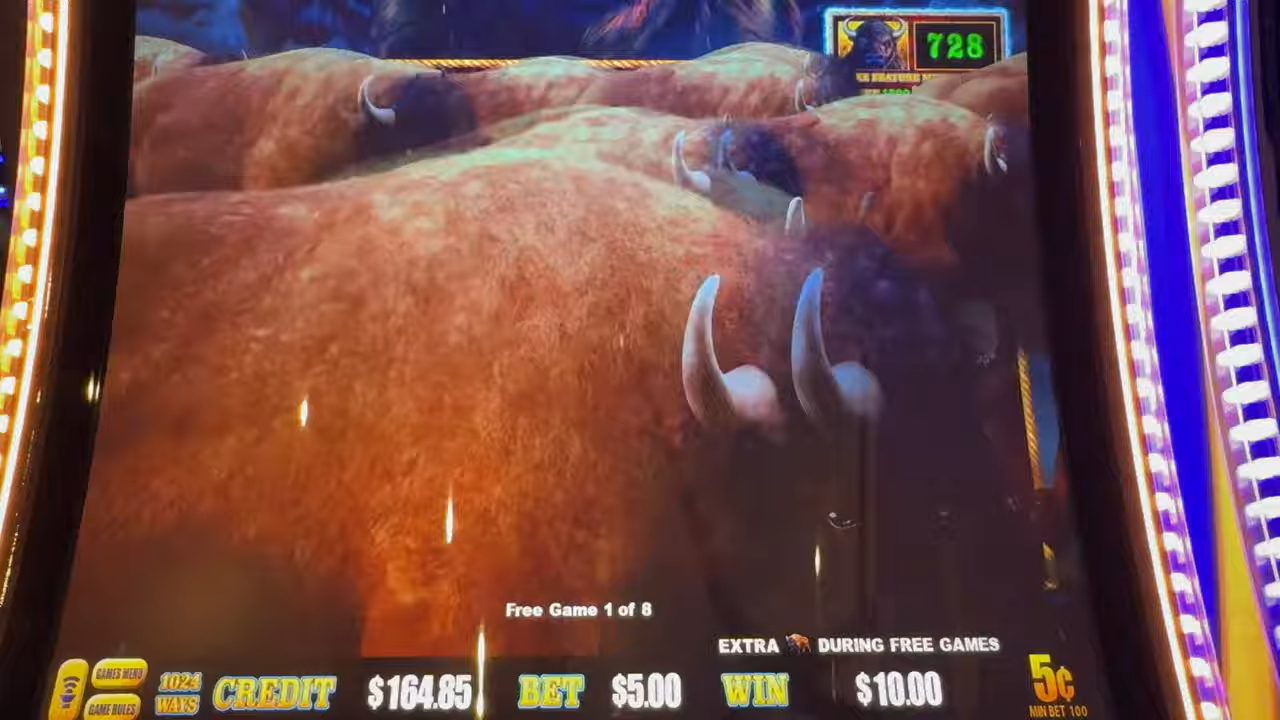 728
Free Game 1 of 8
EXTRA DURING FREE GAMES
GAMES MENU
GAME RULES
1024 WAYS
CREDIT $164.85
BET $5.00
WIN $10.00
5¢
MIN BET 100